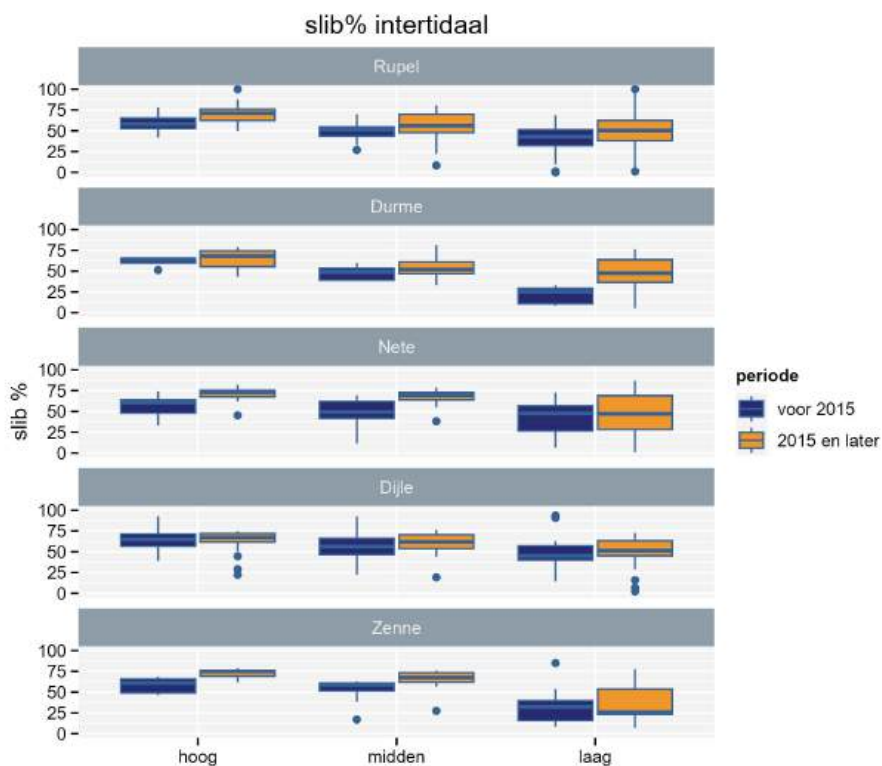 slib% intertidaal
Rupel
100
75
50
25
0
Durme
100
75
50
25
0
Nete
100
75
50
25
0
Dijle
100
75
50
25
0
Zenne
100
75
50
25
0
slib %
hoog midden laag
periode
voor 2015
2015 en later